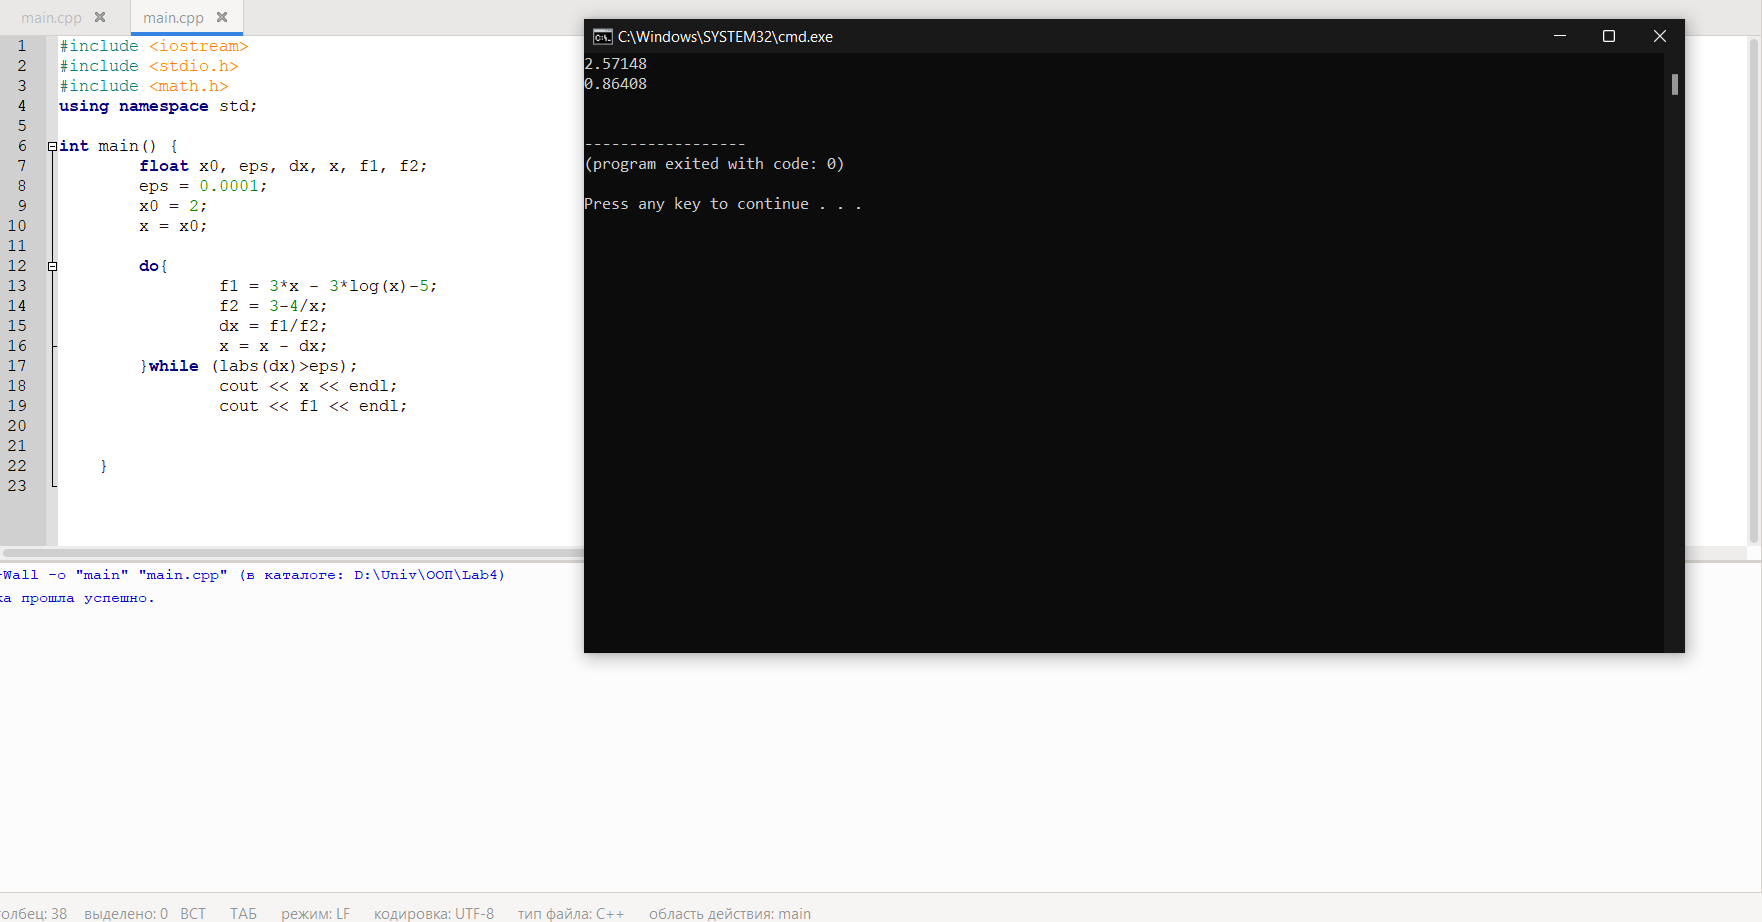 main.cpp main.cpp
1 #include <iostream>
2 #include <stdio.h>
3 #include <math.h>
4 using namespace std;
5
6 int main() {
7 float x0, eps, dx, x, f1, f2;
8 eps = 0.0001;
9 x0 = 2;
10 x = x0;
11
12 do{
13 f1 = 3*x - 3*log(x)-5;
14 f2 = 3-4/x;
15 dx = f1/f2;
16 x = x - dx;
17 }while (labs(dx)>eps);
18 cout << x << endl;
19 cout << f1 << endl;
20
21
22 }
23
C:\Windows\SYSTEM32\cmd.exe
2.57148
0.86408
------------------
(program exited with code: 0)
Press any key to continue . . .
-Wall -o "main" "main.cpp" (в каталоге: D:\Univ\ООП\Lab4)
ка прошла успешно.
олбец: 38 выделено: 0 ВСТ ТАБ режим: LF кодировка: UTF-8 тип файла: C++ область действия: main